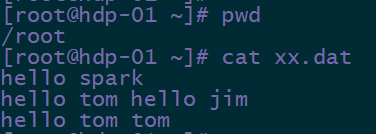 [root@hdp-01 ~]# pwd
/root
[root@hdp-01 ~]# cat xx.dat
hello spark
hello tom hello jim
hello tom tom